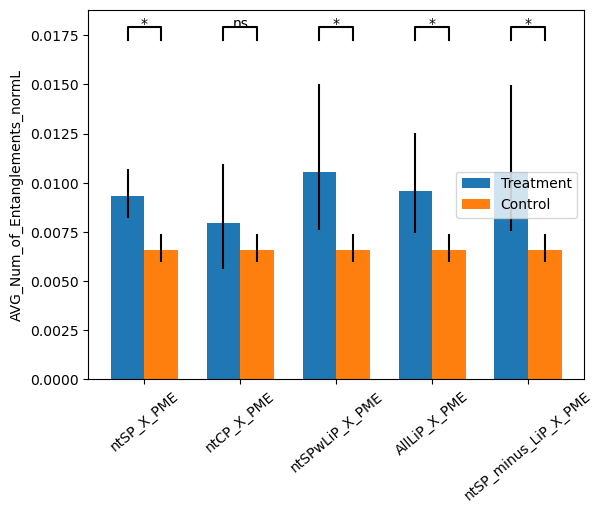 * ns * * *
0.0175
0.0150
0.0125
0.0100
0.0075
0.0050
0.0025
0.0000
AVG_Num_of_Entanglements_normL
Treatment
Control
ntSP_X_PME
ntCP_X_PME
ntSPwLiP_X_PME
AllLiP_X_PME
ntSP_minus_LiP_X_PME